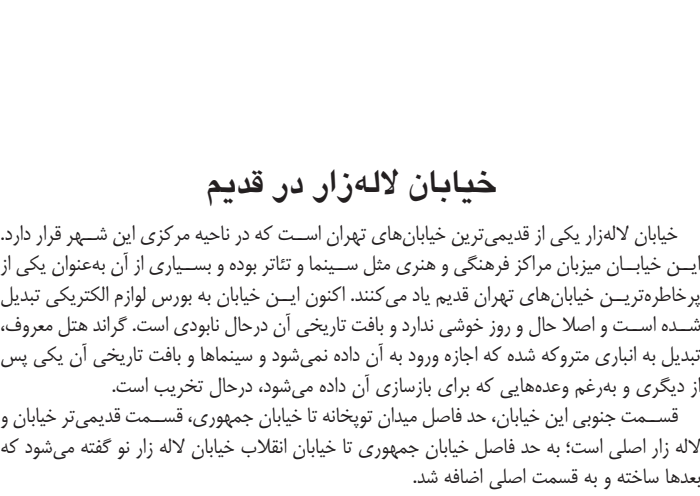 خیابان لاله‌زار در قدیم
خیابان لاله‌زار یکی از قدیمی‌ترین خیابان‌های تهران است که در ناحیه مرکزی این شهر قرار دارد.
این خیابان میزبان مراکز فرهنگی و هنری مثل سینما و تئاتر بوده و بسیاری از آن به‌عنوان یکی از
پرخاطره‌ترین خیابان‌های تهران قدیم یاد می‌کنند. اکنون این خیابان به بورس لوازم الکتریکی تبدیل
شده است و اصلا حال و روز خوشی ندارد و بافت تاریخی آن درحال نابودی است. گراند هتل معروف،
تبدیل به انباری متروکه شده که اجازه ورود به آن داده نمی‌شود و سینماها و بافت تاریخی آن یکی پس
از دیگری و به‌رغم وعده‌هایی که برای بازسازی آن داده می‌شود، درحال تخریب است.
قسمت جنوبی این خیابان، حد فاصل میدان توپخانه تا خیابان جمهوری، قسمت قدیمی‌تر خیابان و
لاله زار اصلی است؛ به حد فاصل خیابان جمهوری تا خیابان انقلاب خیابان لاله زار نو گفته می‌شود که
بعدها ساخته و به قسمت اصلی اضافه شد.